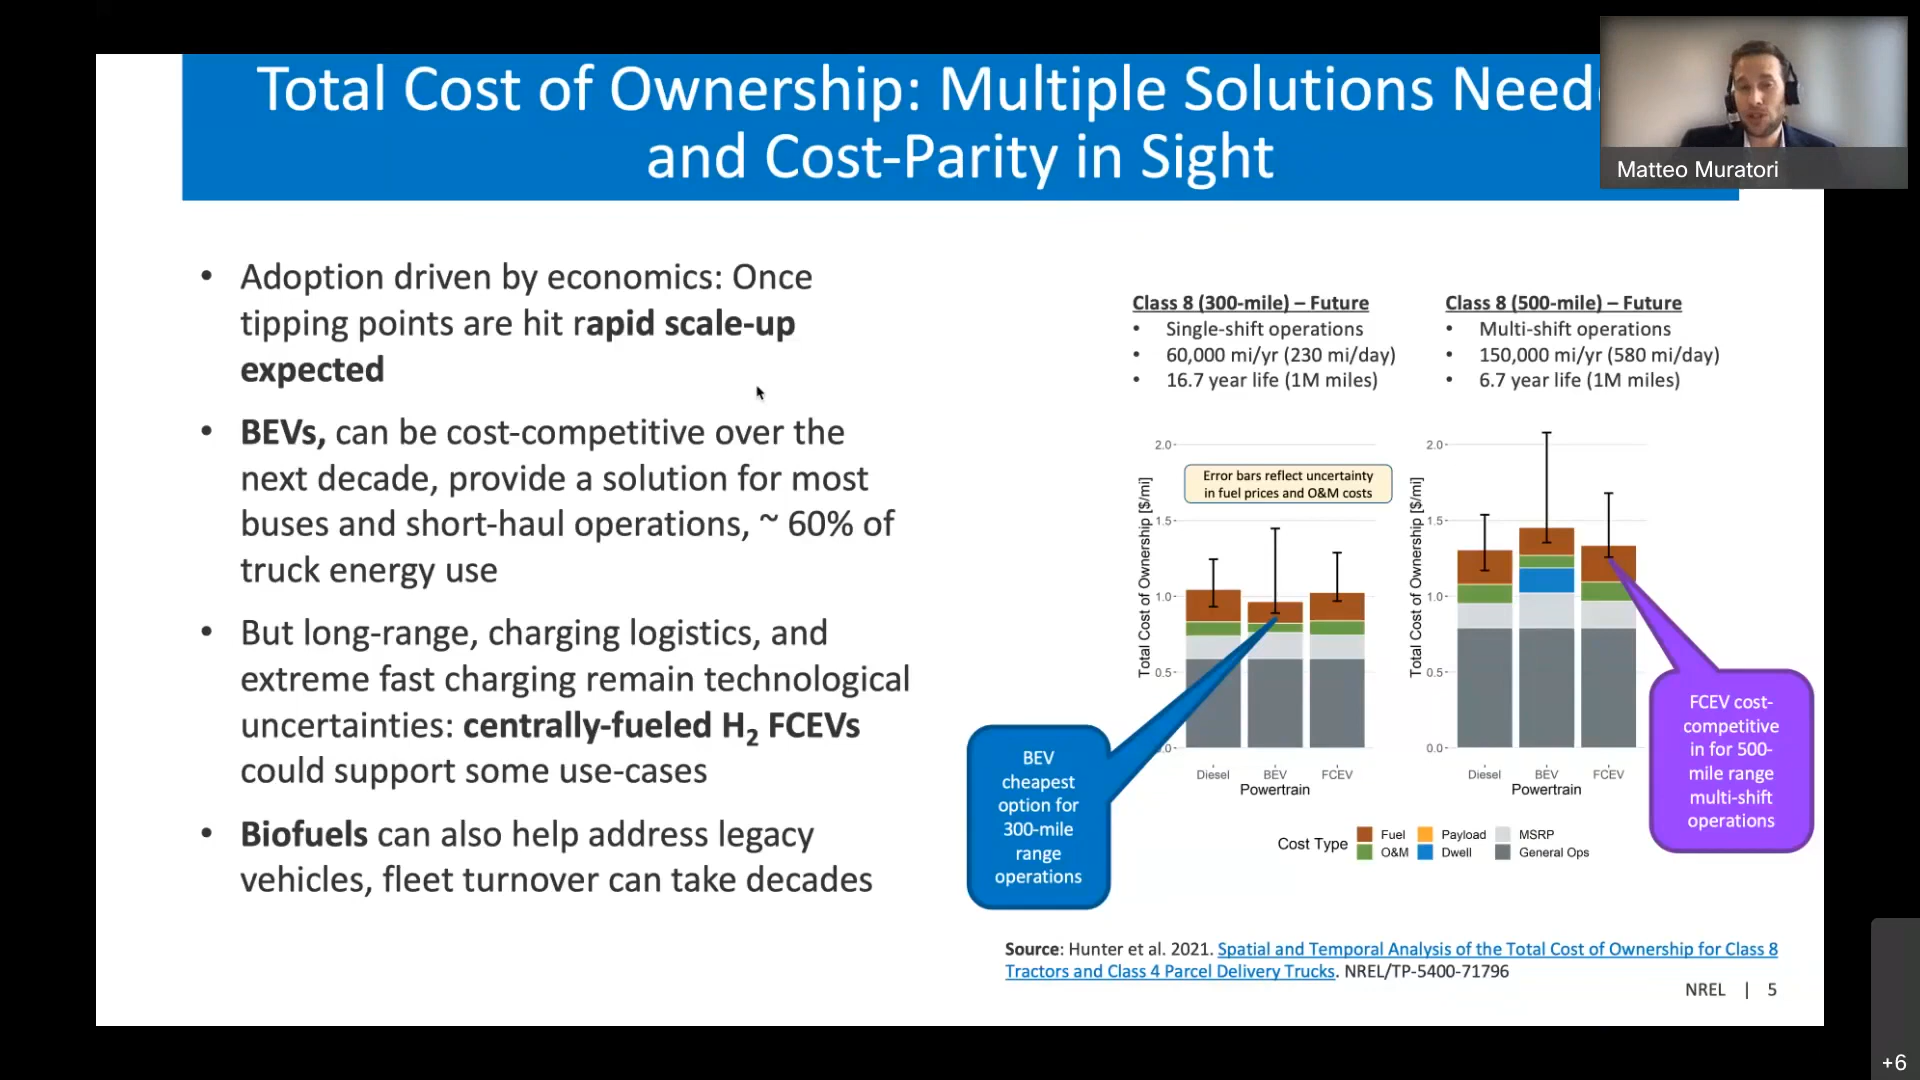 Total Cost of Ownership: Multiple Solutions Need
and Cost-Parity in Sight
Matteo Muratori
• Adoption driven by economics: Once
tipping points are hit rapid scale-up
expected
• BEVs, can be cost-competitive over the
next decade, provide a solution for most
buses and short-haul operations, ~ 60% of
truck energy use
• But long-range, charging logistics, and
extreme fast charging remain technological
uncertainties: centrally-fueled H2 FCEVs
could support some use-cases
• Biofuels can also help address legacy
vehicles, fleet turnover can take decades
Class 8 (300-mile) – Future
• Single-shift operations
• 60,000 mi/yr (230 mi/day)
• 16.7 year life (1M miles)
Class 8 (500-mile) – Future
• Multi-shift operations
• 150,000 mi/yr (580 mi/day)
• 6.7 year life (1M miles)
Error bars reflect uncertainty
in fuel prices and O&M costs
Total Cost of Ownership [$/mi]
2.0
1.5
1.0
0.5
.0
Diesel BEV FCEV
Powertrain
Total Cost of Ownership [$/mi]
2.0
1.5
1.0
0.5
0.0
Diesel BEV FCEV
Powertrain
BEV
cheapest
option for
300-mile
range
operations
FCEV cost-
competitive
in for 500-
mile range
multi-shift
operations
Cost Type
Fuel Payload MSRP
O&M Dwell General Ops
Source: Hunter et al. 2021. Spatial and Temporal Analysis of the Total Cost of Ownership for Class 8
Tractors and Class 4 Parcel Delivery Trucks. NREL/TP-5400-71796
NREL | 5
+6